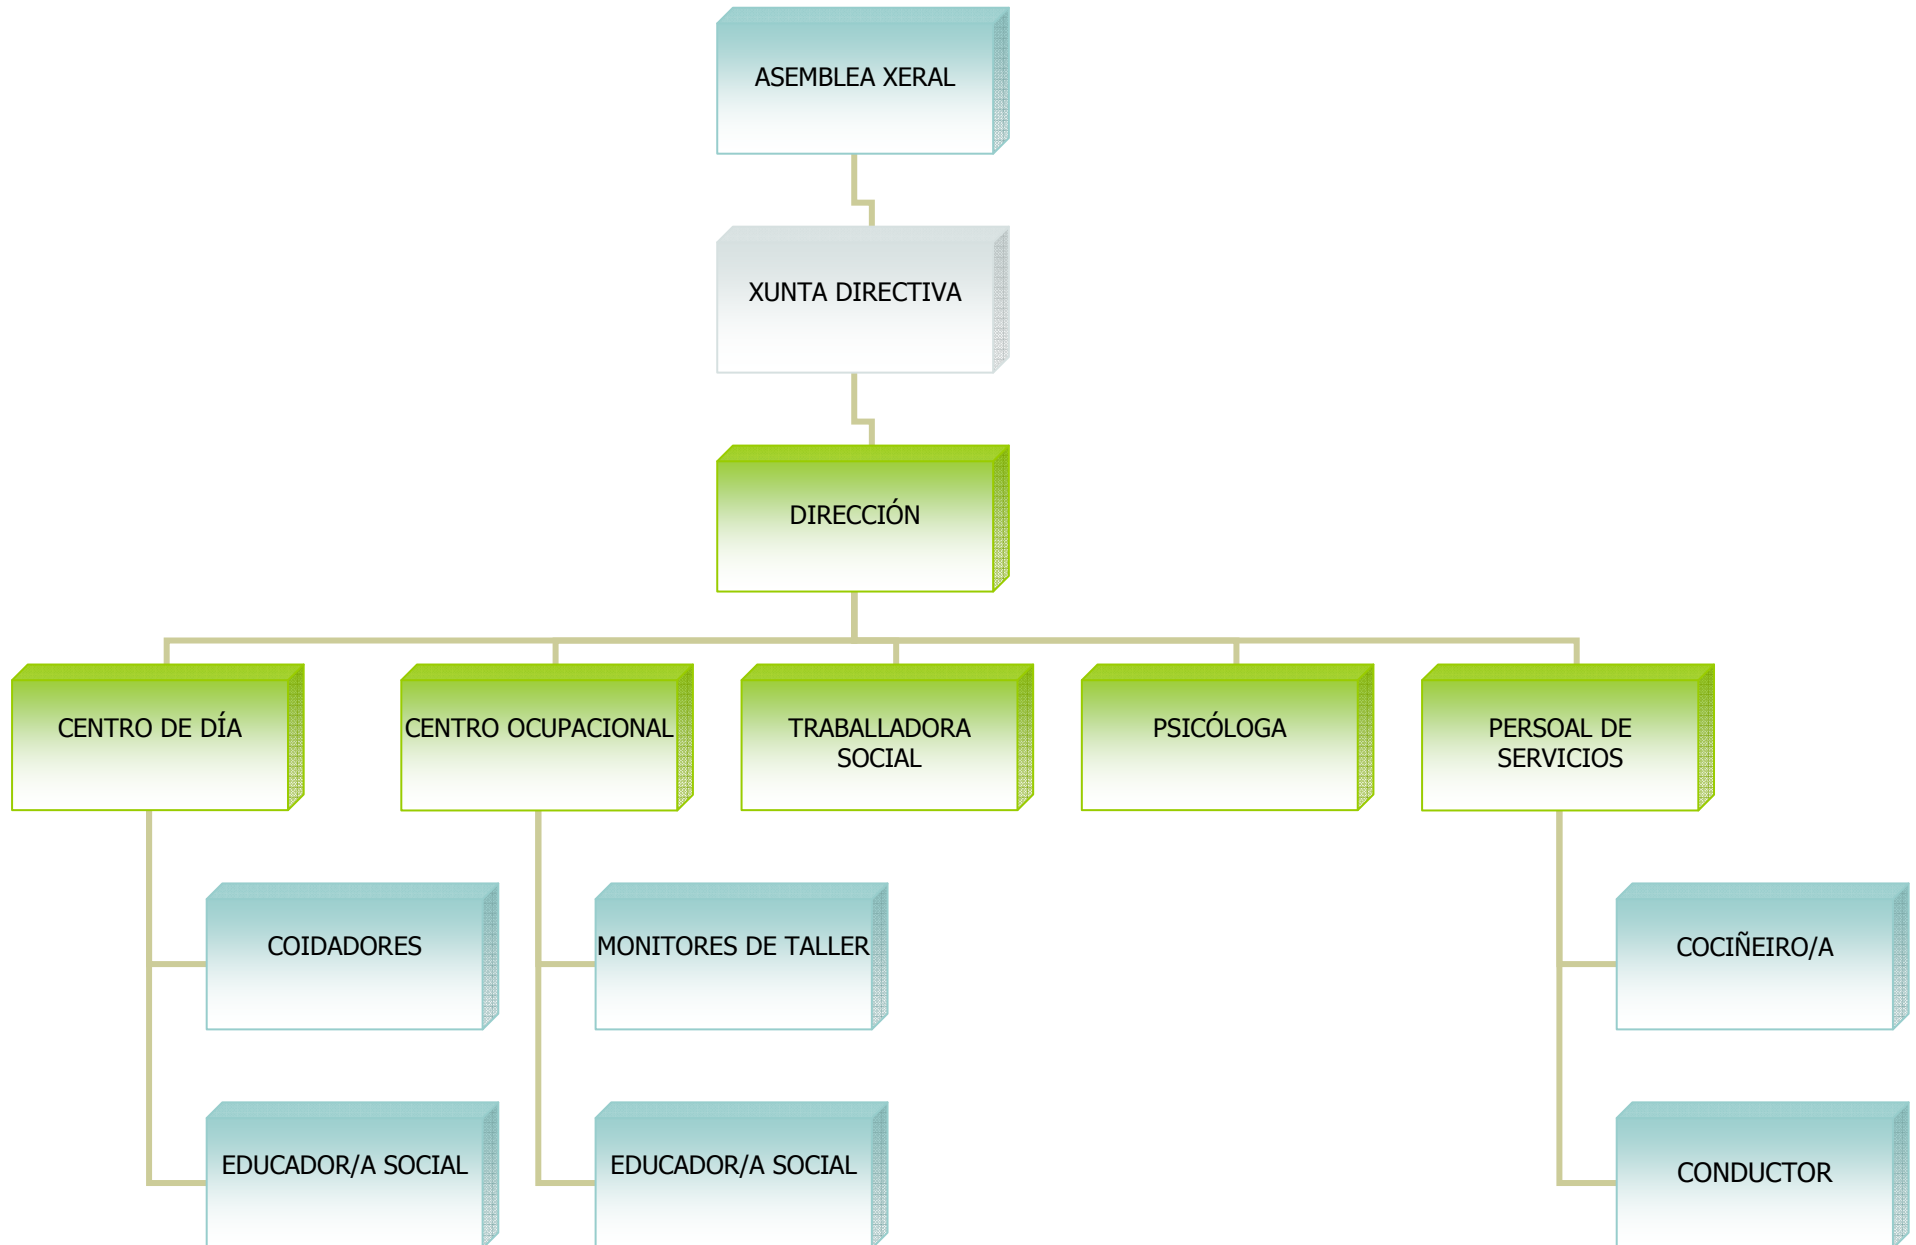 ASEMBLEA XERAL
XUNTA DIRECTIVA
DIRECCIÓN
CENTRO DE DÍA
CENTRO OCUPACIONAL
TRABALLADORA
SOCIAL
PSICÓLOGA
PERSOAL DE
SERVICIOS
COIDADORES
MONITORES DE TALLER
COCIÑEIRO/A
EDUCADOR/A SOCIAL
EDUCADOR/A SOCIAL
CONDUCTOR